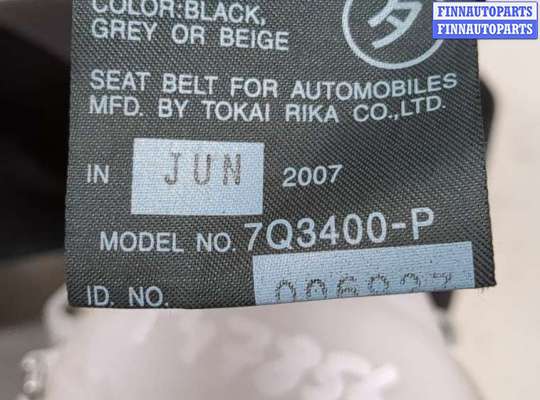 FINNAUTOPARTS
FINNAUTOPARTS
COLOR:BLACK,
GREY OR BEIGE
タ
SEAT BELT FOR AUTOMOBILES
MFD. BY TOKAI RIKA CO.,LTD.
IN JUN 2007
MODEL NO. 7Q3400-P
ID. NO.